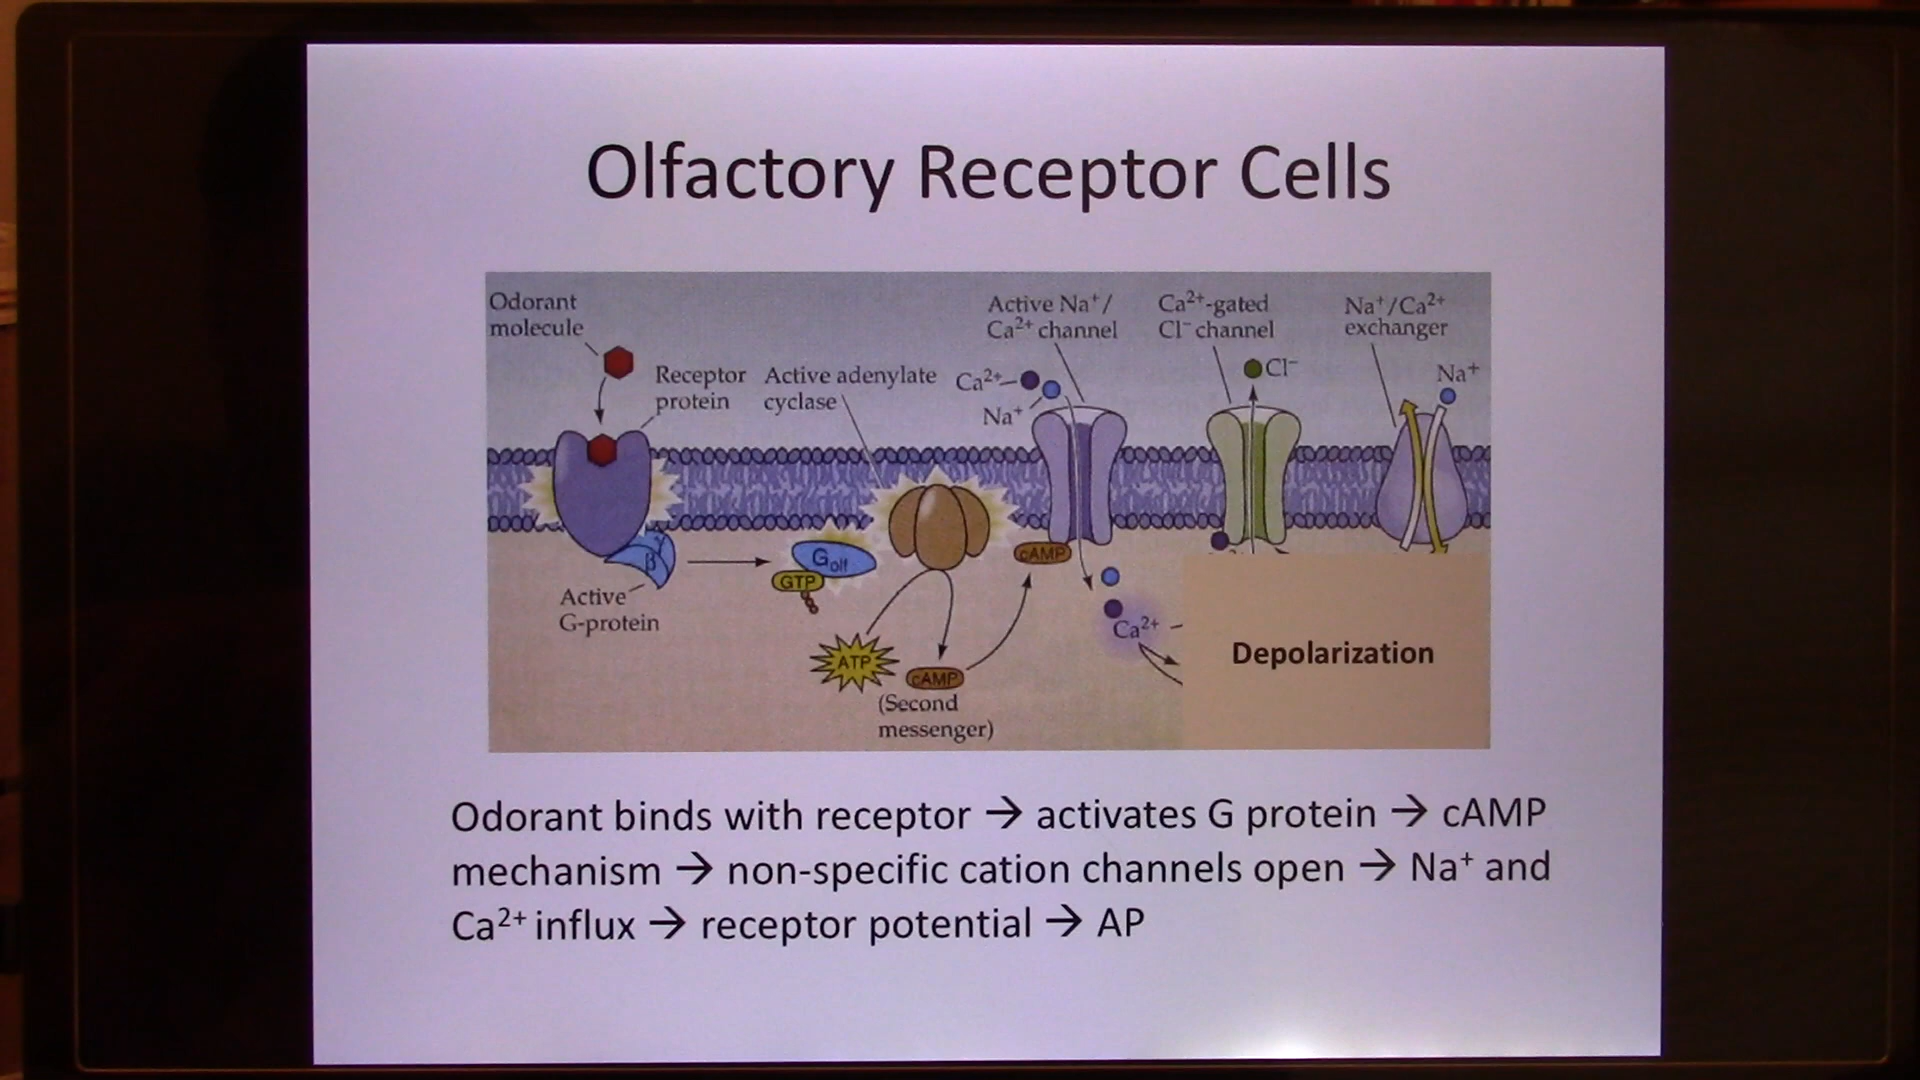 Olfactory Receptor Cells
Odorant
molecule
Receptor
protein
Active adenylate
cyclase
Active Na⁺/
Ca²⁺ channel
Ca²⁺-gated
Cl⁻ channel
Na⁺/Ca²⁺
exchanger
Ca²⁺
Na⁺
Cl⁻
Na⁺
γ
β
Active
G-protein
Golf
GTP
ATP
cAMP
(Second
messenger)
cAMP
Ca²⁺
Depolarization
Odorant binds with receptor → activates G protein → cAMP
mechanism → non-specific cation channels open → Na⁺ and
Ca²⁺ influx → receptor potential → AP